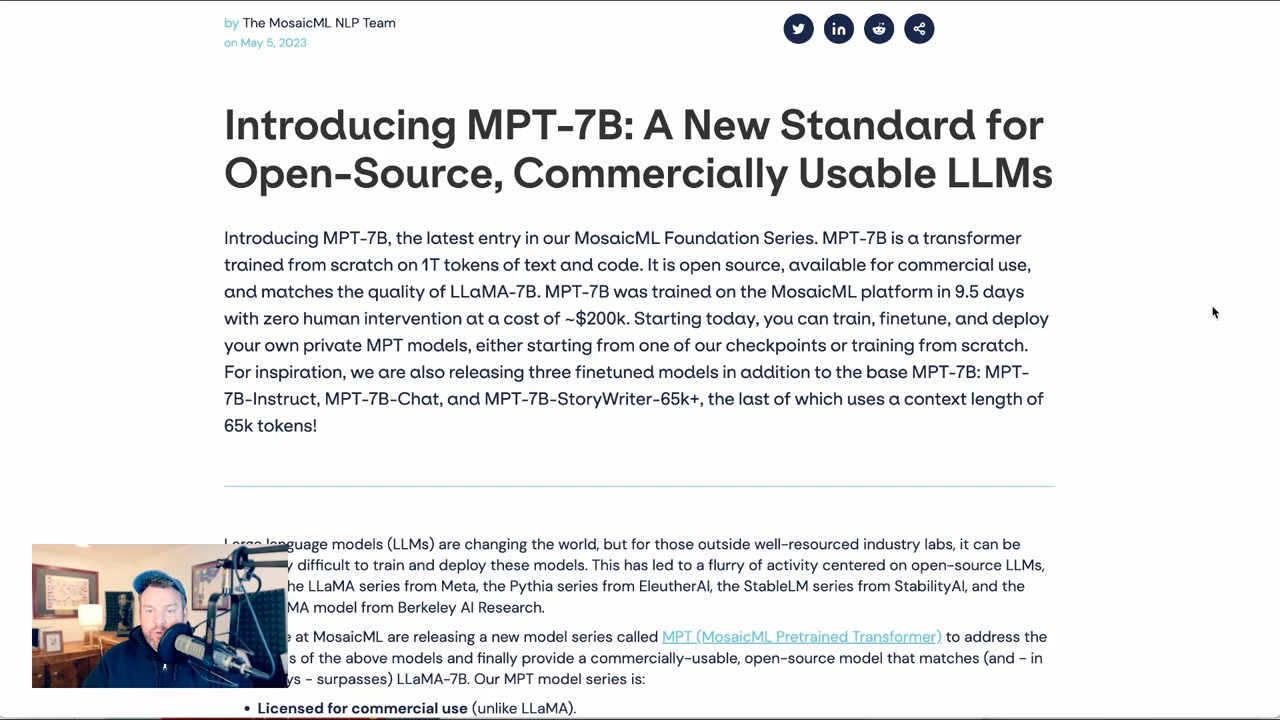 by The MosaicML NLP Team
on May 5, 2023
Introducing MPT-7B: A New Standard for
Open-Source, Commercially Usable LLMs
Introducing MPT-7B, the latest entry in our MosaicML Foundation Series. MPT-7B is a transformer
trained from scratch on 1T tokens of text and code. It is open source, available for commercial use,
and matches the quality of LLaMA-7B. MPT-7B was trained on the MosaicML platform in 9.5 days
with zero human intervention at a cost of ~$200k. Starting today, you can train, finetune, and deploy
your own private MPT models, either starting from one of our checkpoints or training from scratch.
For inspiration, we are also releasing three finetuned models in addition to the base MPT-7B: MPT-
7B-Instruct, MPT-7B-Chat, and MPT-7B-StoryWriter-65k+, the last of which uses a context length of
65k tokens!
Large language models (LLMs) are changing the world, but for those outside well-resourced industry labs, it can be
difficult to train and deploy these models. This has led to a flurry of activity centered on open-source LLMs,
he LLaMA series from Meta, the Pythia series from EleutherAI, the StableLM series from StabilityAI, and the
MA model from Berkeley AI Research.
at MosaicML are releasing a new model series called MPT (MosaicML Pretrained Transformer) to address the
s of the above models and finally provide a commercially-usable, open-source model that matches (and - in
ys - surpasses) LLaMA-7B. Our MPT model series is:
• Licensed for commercial use (unlike LLaMA).